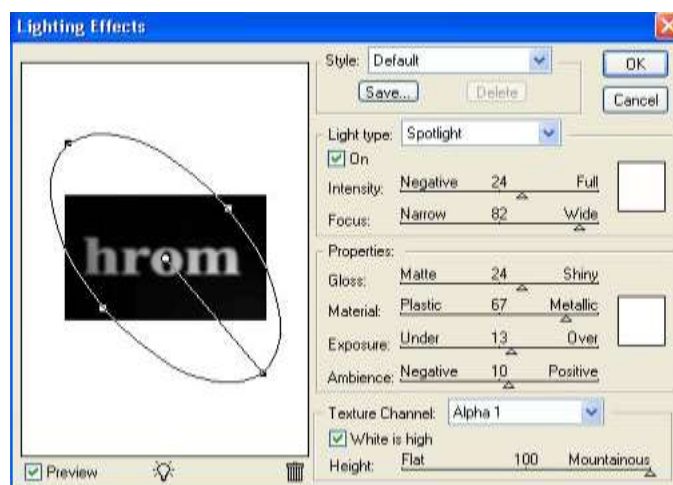 Lighting Effects
Style: Default
OK
Save...
Delete
Cancel
Light type: Spotlight
On
Intensity: Negative 24 Full
Focus: Narrow 82 Wide
hrom
Properties:
Gloss: Matte 24 Shiny
Material: Plastic 67 Metallic
Exposure: Under 13 Over
Ambience: Negative 10 Positive
Texture Channel: Alpha 1
White is high
Height: Flat 100 Mountainous
Preview